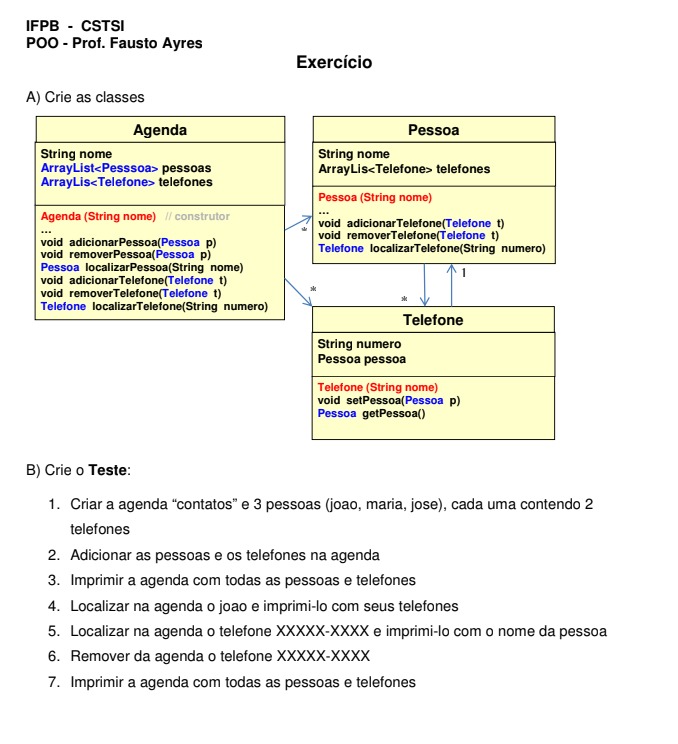 IFPB - CSTSI
POO - Prof. Fausto Ayres
Exercício
A) Crie as classes
Agenda
String nome
ArrayList<Pesssoa> pessoas
ArrayLis<Telefone> telefones
Agenda (String nome) // construtor
...
void adicionarPessoa(Pessoa p)
void removerPessoa(Pessoa p)
Pessoa localizarPessoa(String nome)
void adicionarTelefone(Telefone t)
void removerTelefone(Telefone t)
Telefone localizarTelefone(String numero)
*
*
Pessoa
String nome
ArrayLis<Telefone> telefones
Pessoa (String nome)
...
void adicionarTelefone(Telefone t)
void removerTelefone(Telefone t)
Telefone localizarTelefone(String numero)
1
*
Telefone
String numero
Pessoa pessoa
Telefone (String nome)
void setPessoa(Pessoa p)
Pessoa getPessoa()
B) Crie o Teste:
1. Criar a agenda “contatos” e 3 pessoas (joao, maria, jose), cada uma contendo 2
telefones
2. Adicionar as pessoas e os telefones na agenda
3. Imprimir a agenda com todas as pessoas e telefones
4. Localizar na agenda o joao e imprimi-lo com seus telefones
5. Localizar na agenda o telefone XXXXX-XXXX e imprimi-lo com o nome da pessoa
6. Remover da agenda o telefone XXXXX-XXXX
7. Imprimir a agenda com todas as pessoas e telefones